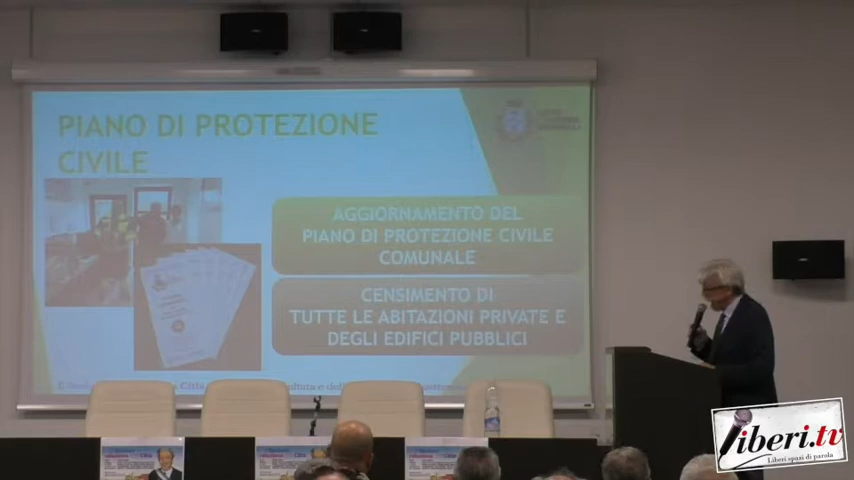 PIANO DI PROTEZIONE
CIVILE
AGGIORNAMENTO DEL
PIANO DI PROTEZIONE CIVILE
COMUNALE
CENSIMENTO DI
TUTTE LE ABITAZIONI PRIVATE E
DEGLI EDIFICI PUBBLICI
liberi.tv
Liberi spazi di parola